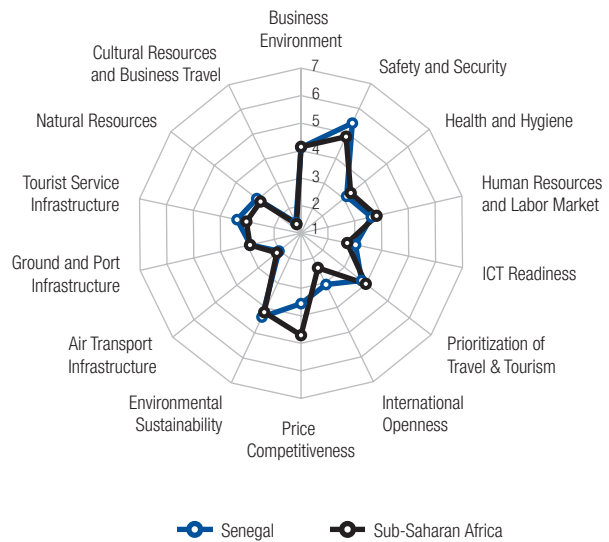 Business
Environment
7
6
5
4
3
2
1
Safety and Security
Health and Hygiene
Human Resources
and Labor Market
ICT Readiness
Prioritization of
Travel & Tourism
International
Openness
Price
Competitiveness
Environmental
Sustainability
Air Transport
Infrastructure
Ground and Port
Infrastructure
Tourist Service
Infrastructure
Natural Resources
Cultural Resources
and Business Travel
Senegal
Sub-Saharan Africa